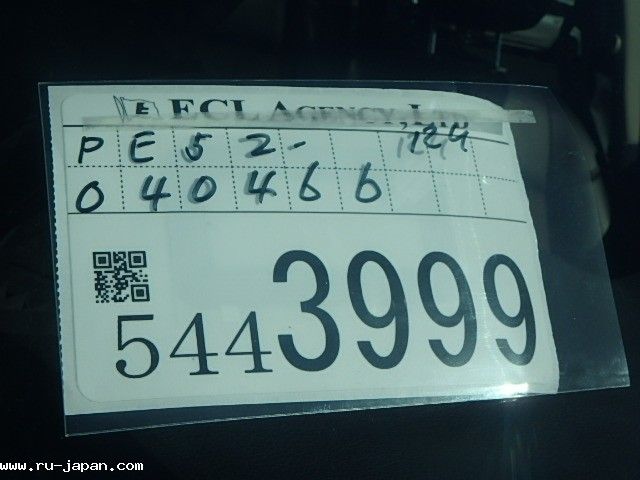 E ECL AGENCY, L
PE52- 124
040466
5443999
www.ru-japan.com